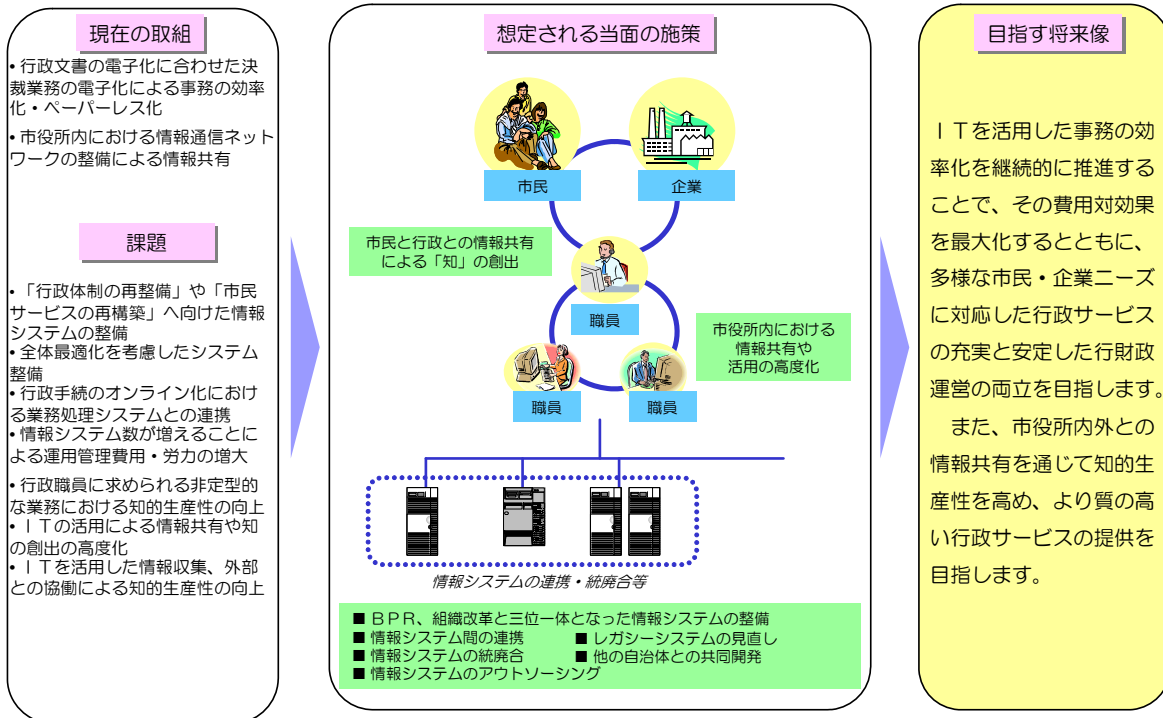 現在の取組
• 行政文書の電子化に合わせた決
裁業務の電子化による事務の効率
化・ペーパーレス化
• 市役所内における情報通信ネット
ワークの整備による情報共有
課題
• 「行政体制の再整備」や「市民
サービスの再構築」へ向けた情報
システムの整備
• 全体最適化を考慮したシステム
整備
• 行政手続のオンライン化におけ
る業務処理システムとの連携
• 情報システム数が増えることに
よる運用管理費用・労力の増大
• 行政職員に求められる非定型的
な業務における知的生産性の向上
• ＩＴの活用による情報共有や知
の創出の高度化
• ＩＴを活用した情報収集、外部
との協働による知的生産性の向上
想定される当面の施策
市民
企業
市民と行政との情報共有
による「知」の創出
職員
市役所内における
情報共有や
活用の高度化
職員
職員
情報システムの連携・統廃合等
■ ＢＰＲ、組織改革と三位一体となった情報システムの整備
■ 情報システム間の連携　■ レガシーシステムの見直し
■ 情報システムの統廃合　■ 他の自治体との共同開発
■ 情報システムのアウトソーシング
目指す将来像
ＩＴを活用した事務の効
率化を継続的に推進する
ことで、その費用対効果
を最大化するとともに、
多様な市民・企業ニーズ
に対応した行政サービス
の充実と安定した行財政
運営の両立を目指します。
　また、市役所内外との
情報共有を通じて知的生
産性を高め、より質の高
い行政サービスの提供を
目指します。